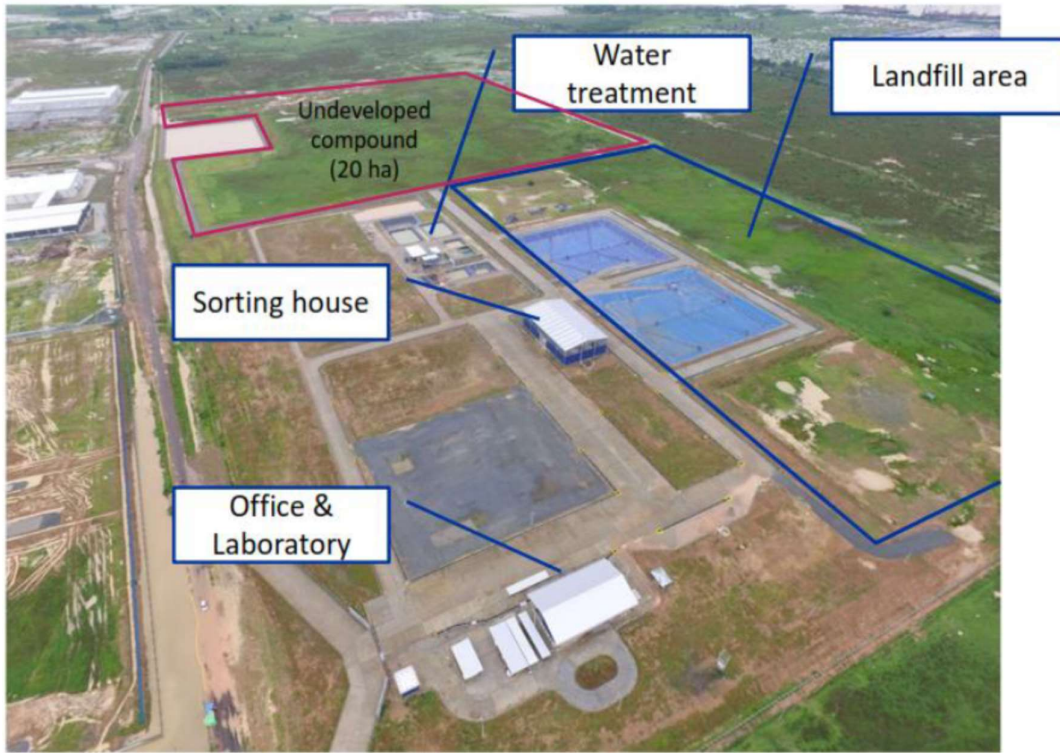 Water
treatment
Landfill area
Undeveloped
compound
(20 ha)
Sorting house
Office &
Laboratory